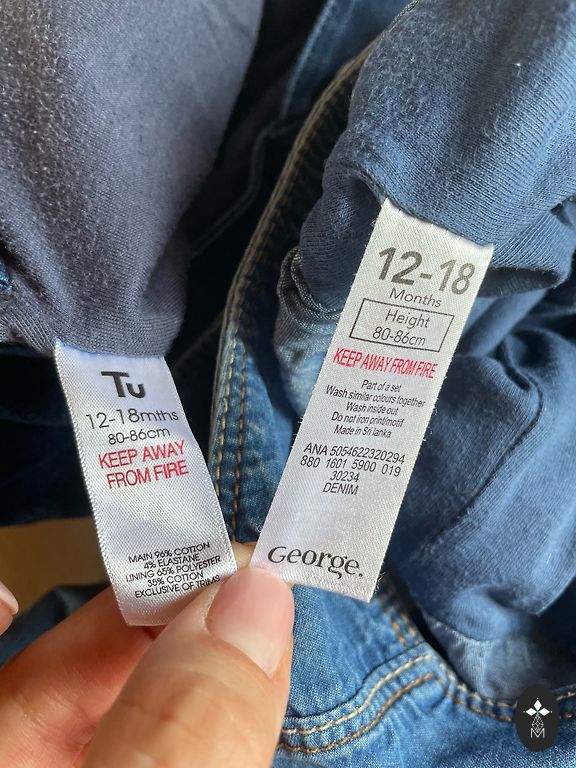 Tu
12-18mths
80-86cm
KEEP AWAY
FROM FIRE
MAIN 96% COTTON
4% ELASTANE
LINING 65% POLYESTER
35% COTTON
EXCLUSIVE OF TRIMS
12-18
Months
Height
80-86cm
KEEP AWAY FROM FIRE
Part of a set
Wash similar colours together
Wash inside out
Do not iron print/motif
Made in Sri lanka
ANA 5054622320294
880 1601 5900 019
30234
DENIM
George.
M